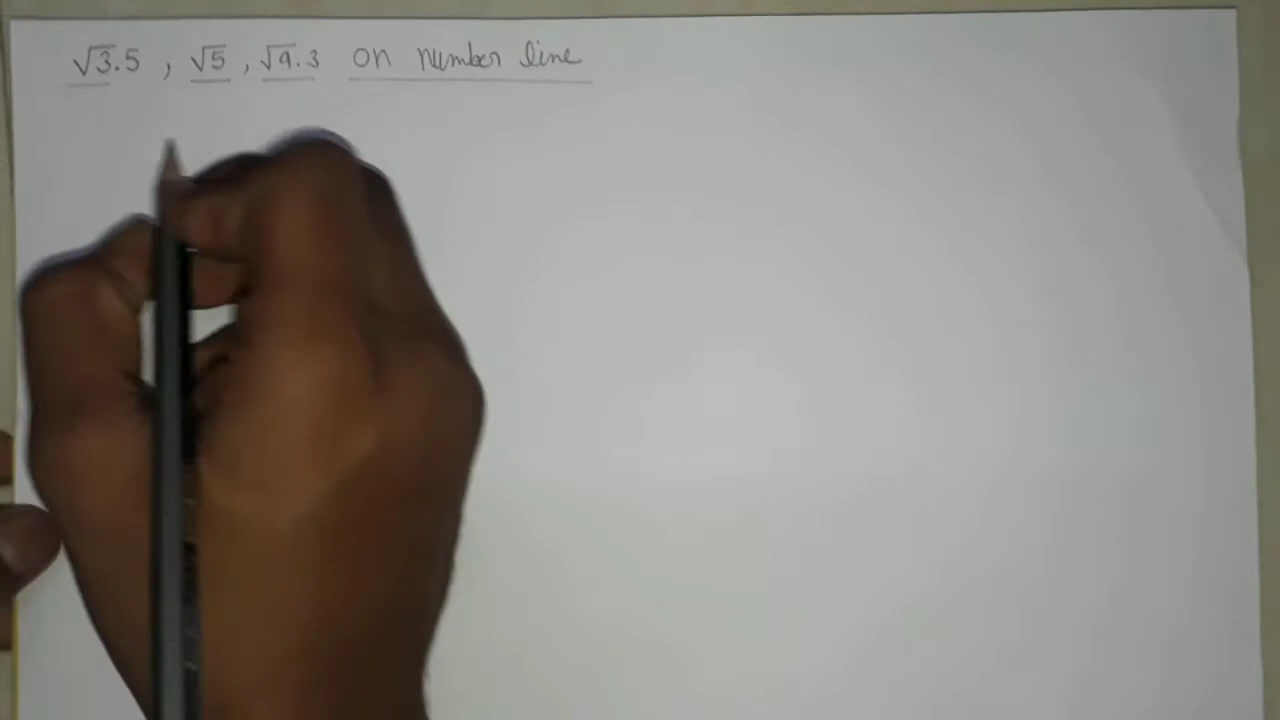 √3.5 , √5 , √9.3 on number line